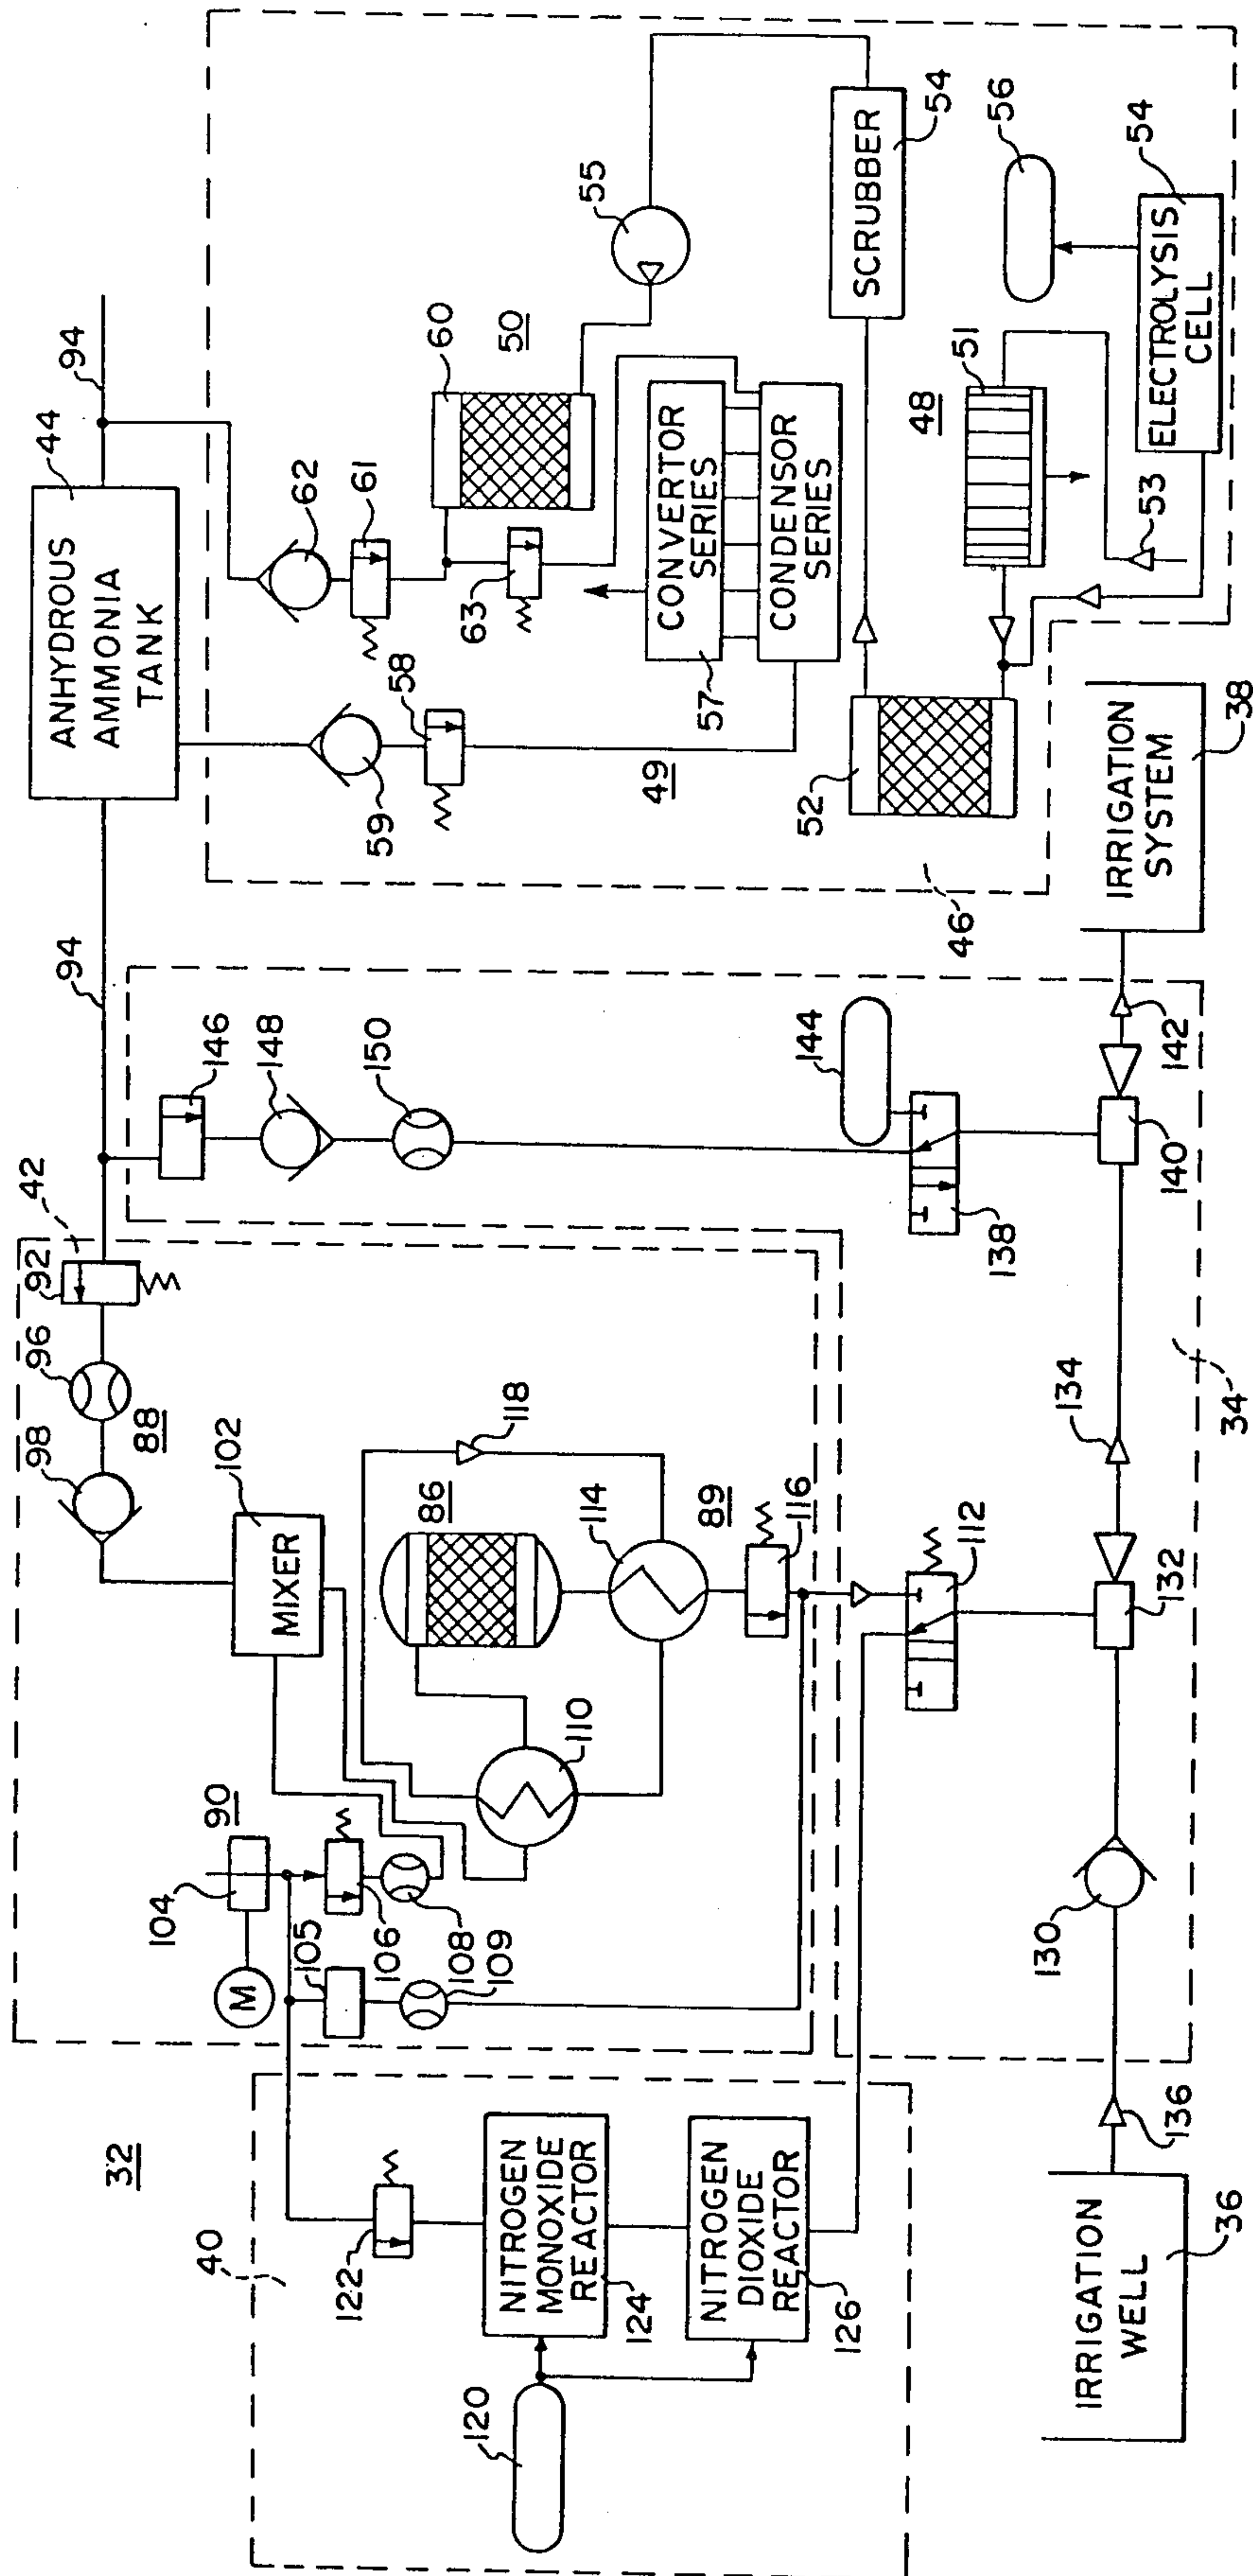 32
40
120
122
NITROGEN
MONOXIDE
REACTOR
124
NITROGEN
DIOXIDE
REACTOR
126
IRRIGATION
WELL
36
136
M
104
90
105
106
108
109
110
MIXER
102
98
96
88
92
42
118
86
114
89
116
112
130
132
134
34
94
146
148
150
144
138
140
142
IRRIGATION
SYSTEM
38
46
ANHYDROUS
AMMONIA
TANK
44
94
59
58
49
62
61
63
60
50
55
CONVERTOR
SERIES
57
CONDENSOR
SERIES
52
SCRUBBER
54
48
51
53
56
ELECTROLYSIS
CELL
54